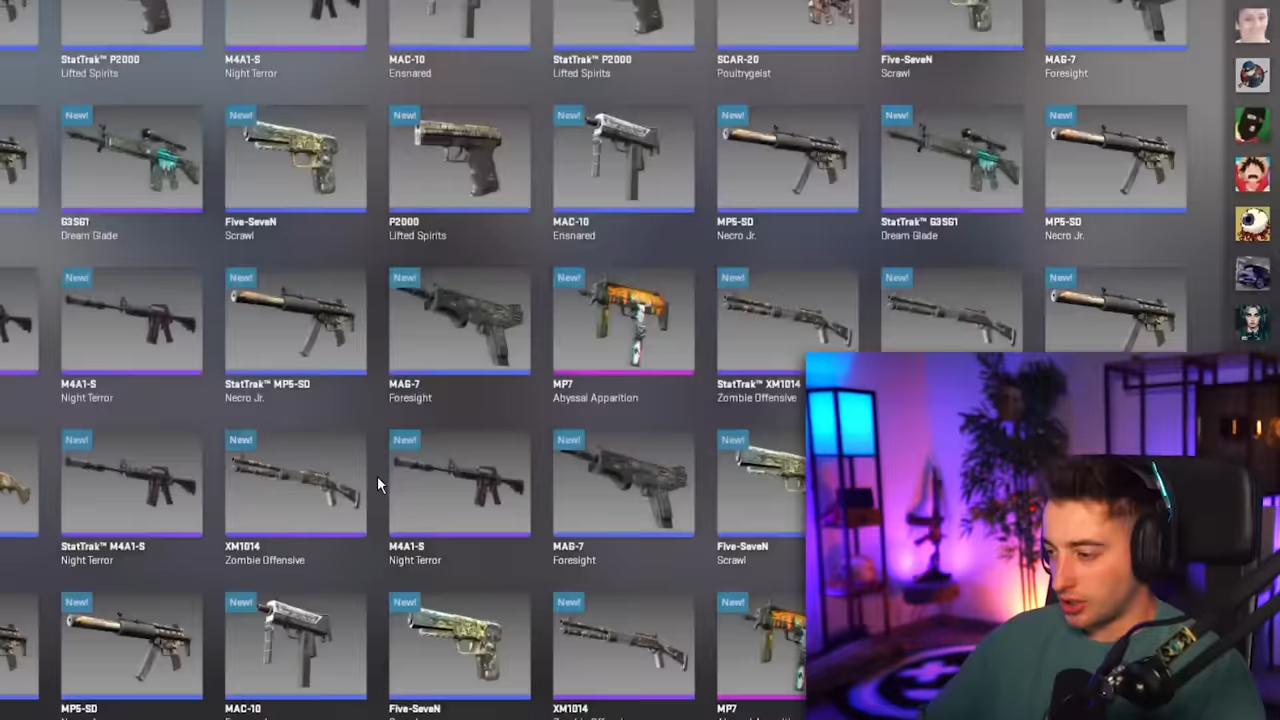 StatTrak™ P2000
Lifted Spirits
M4A1-S
Night Terror
MAC-10
Ensnared
StatTrak™ P2000
Lifted Spirits
SCAR-20
Poultrygeist
Five-SeveN
Scrawl
MAG-7
Foresight
New!
G3SG1
Dream Glade
New!
Five-SeveN
Scrawl
New!
P2000
Lifted Spirits
New!
MAC-10
Ensnared
New!
MP5-SD
Necro Jr.
New!
StatTrak™ G3SG1
Dream Glade
New!
MP5-SD
Necro Jr.
New!
M4A1-S
Night Terror
New!
StatTrak™ MP5-SD
Necro Jr.
New!
MAG-7
Foresight
New!
MP7
Abyssal Apparition
New!
StatTrak™ XM1014
Zombie Offensive
New!
New!
New!
StatTrak™ M4A1-S
Night Terror
New!
XM1014
Zombie Offensive
New!
M4A1-S
Night Terror
New!
MAG-7
Foresight
New!
Five-SeveN
Scrawl
New!
MP5-SD
New!
MAC-10
New!
Five-SeveN
XM1014
New!
MP7